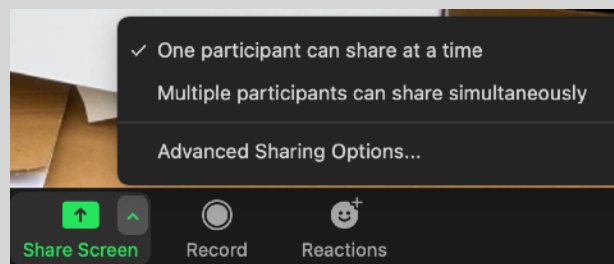 One participant can share at a time
Multiple participants can share simultaneously
Advanced Sharing Options...
Share Screen
Record
Reactions